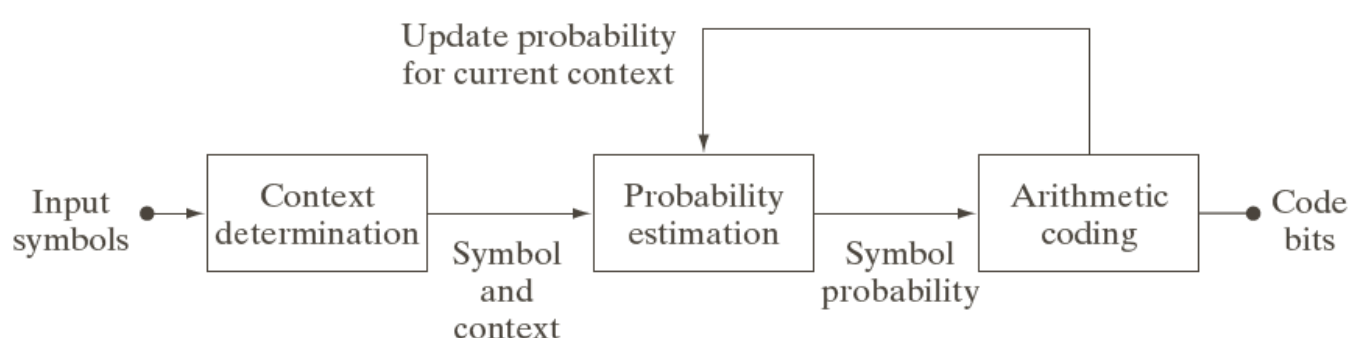 Update probability
for current context
Input
symbols
Context
determination
Symbol
and
context
Probability
estimation
Symbol
probability
Arithmetic
coding
Code
bits